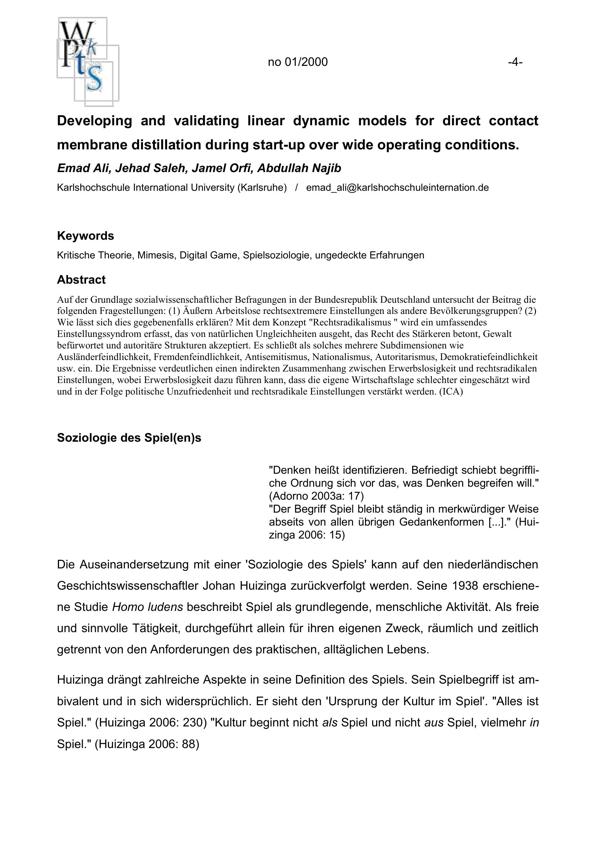 W
P k
t s
S
no 01/2000 -4-
Developing and validating linear dynamic models for direct contact
membrane distillation during start-up over wide operating conditions.
Emad Ali, Jehad Saleh, Jamel Orfi, Abdullah Najib
Karlshochschule International University (Karlsruhe) / emad_ali@karlshochschuleinternation.de
Keywords
Kritische Theorie, Mimesis, Digital Game, Spielsoziologie, ungedeckte Erfahrungen
Abstract
Auf der Grundlage sozialwissenschaftlicher Befragungen in der Bundesrepublik Deutschland untersucht der Beitrag die
folgenden Fragestellungen: (1) Äußern Arbeitslose rechtsextremere Einstellungen als andere Bevölkerungsgruppen? (2)
Wie lässt sich dies gegebenenfalls erklären? Mit dem Konzept "Rechtsradikalismus " wird ein umfassendes
Einstellungssyndrom erfasst, das von natürlichen Ungleichheiten ausgeht, das Recht des Stärkeren betont, Gewalt
befürwortet und autoritäre Strukturen akzeptiert. Es schließt als solches mehrere Subdimensionen wie
Ausländerfeindlichkeit, Fremdenfeindlichkeit, Antisemitismus, Nationalismus, Autoritarismus, Demokratiefeindlichkeit
usw. ein. Die Ergebnisse verdeutlichen einen indirekten Zusammenhang zwischen Erwerbslosigkeit und rechtsradikalen
Einstellungen, wobei Erwerbslosigkeit dazu führen kann, dass die eigene Wirtschaftslage schlechter eingeschätzt wird
und in der Folge politische Unzufriedenheit und rechtsradikale Einstellungen verstärkt werden. (ICA)
Soziologie des Spiel(en)s
"Denken heißt identifizieren. Befriedigt schiebt begriffli-
che Ordnung sich vor das, was Denken begreifen will."
(Adorno 2003a: 17)
"Der Begriff Spiel bleibt ständig in merkwürdiger Weise
abseits von allen übrigen Gedankenformen [...]." (Hui-
zinga 2006: 15)
Die Auseinandersetzung mit einer 'Soziologie des Spiels' kann auf den niederländischen
Geschichtswissenschaftler Johan Huizinga zurückverfolgt werden. Seine 1938 erschiene-
ne Studie Homo ludens beschreibt Spiel als grundlegende, menschliche Aktivität. Als freie
und sinnvolle Tätigkeit, durchgeführt allein für ihren eigenen Zweck, räumlich und zeitlich
getrennt von den Anforderungen des praktischen, alltäglichen Lebens.
Huizinga drängt zahlreiche Aspekte in seine Definition des Spiels. Sein Spielbegriff ist am-
bivalent und in sich widersprüchlich. Er sieht den 'Ursprung der Kultur im Spiel'. "Alles ist
Spiel." (Huizinga 2006: 230) "Kultur beginnt nicht als Spiel und nicht aus Spiel, vielmehr in
Spiel." (Huizinga 2006: 88)